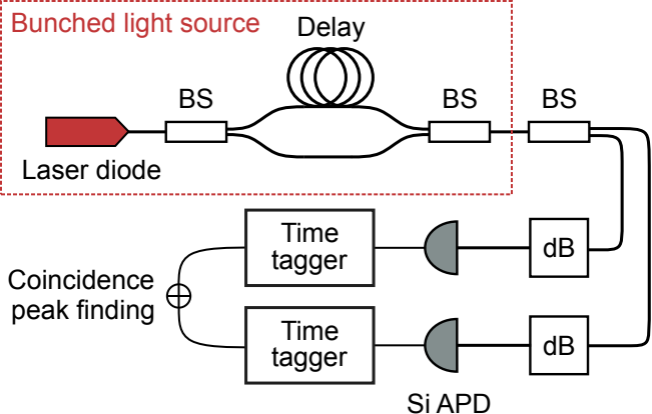 Bunched light source
Delay
BS
BS
BS
Laser diode
Time
tagger
dB
Coincidence
peak finding
Time
tagger
dB
Si APD